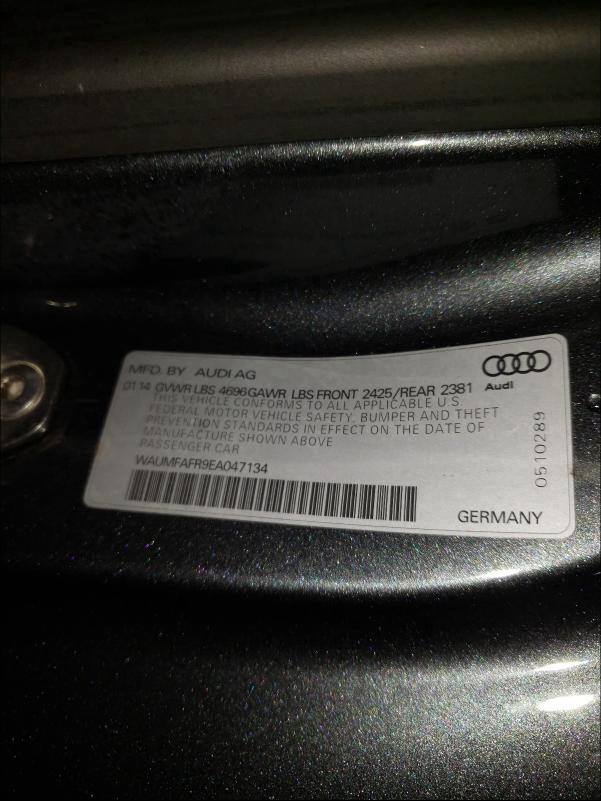 MFD. BY AUDI AG
Audi
0114 GVWR LBS 4696 GAWR LBS FRONT 2425/REAR 2381
THIS VEHICLE CONFORMS TO ALL APPLICABLE U S
FEDERAL MOTOR VEHICLE SAFETY, BUMPER AND THEFT
PREVENTION STANDARDS IN EFFECT ON THE DATE OF
MANUFACTURE SHOWN ABOVE
PASSENGER CAR
WAUMFAFR9EA047134
GERMANY
0510289